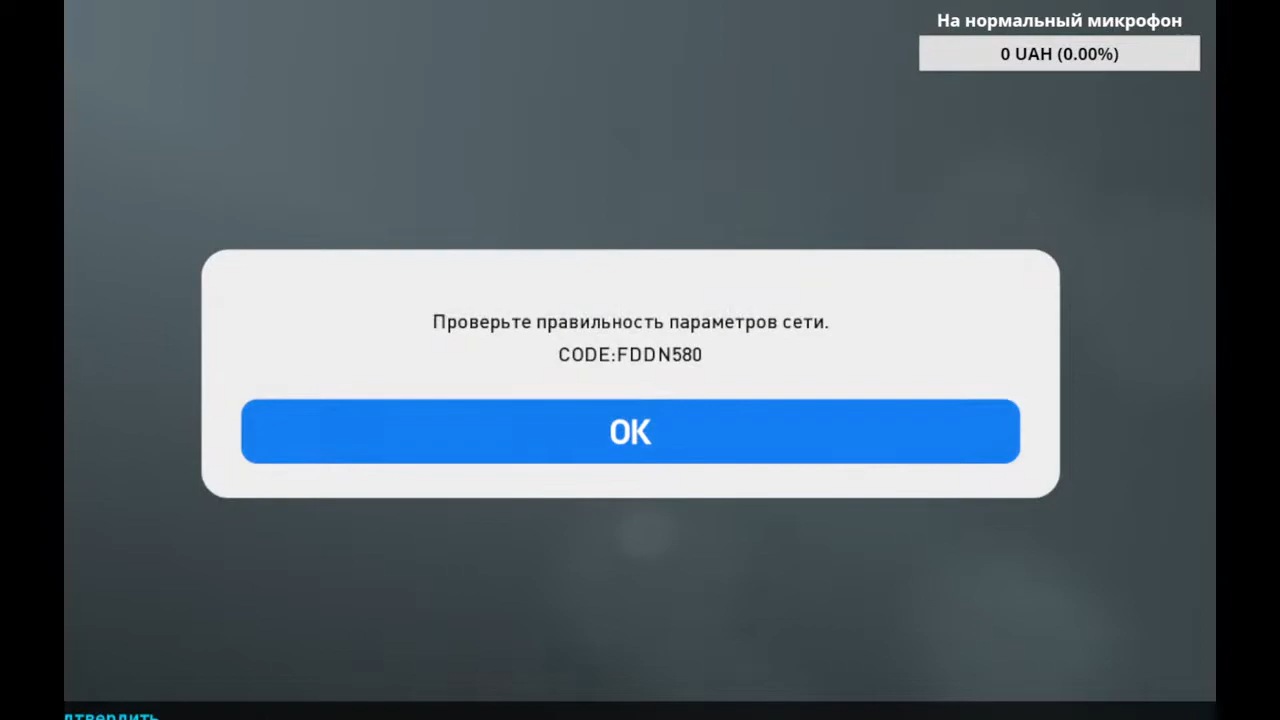 На нормальный микрофон
0 UAH (0.00%)
Проверьте правильность параметров сети.
CODE:FDDN580
OK